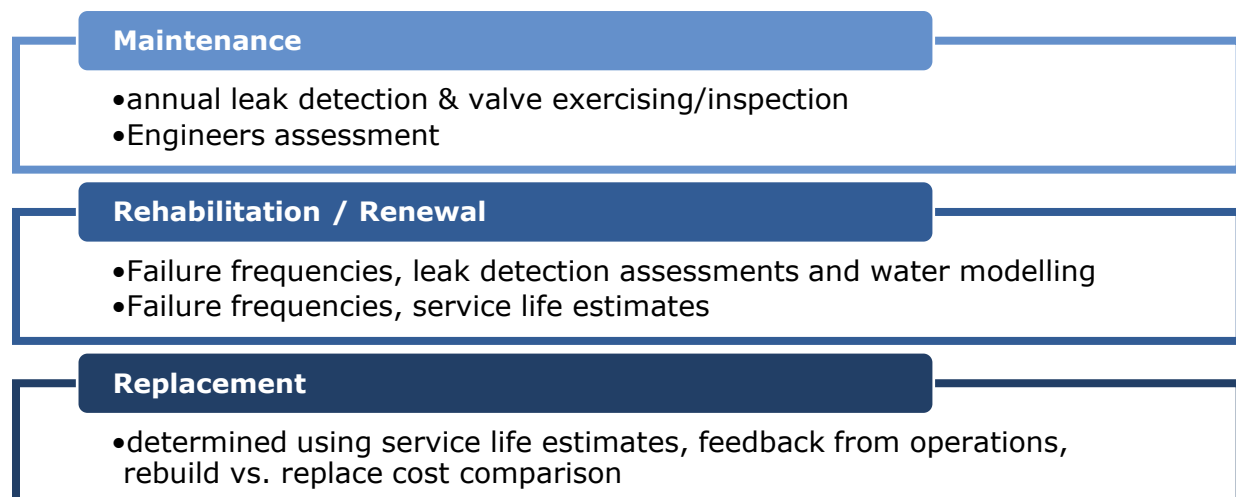 Maintenance
•annual leak detection & valve exercising/inspection
•Engineers assessment
Rehabilitation / Renewal
•Failure frequencies, leak detection assessments and water modelling
•Failure frequencies, service life estimates
Replacement
•determined using service life estimates, feedback from operations,
rebuild vs. replace cost comparison